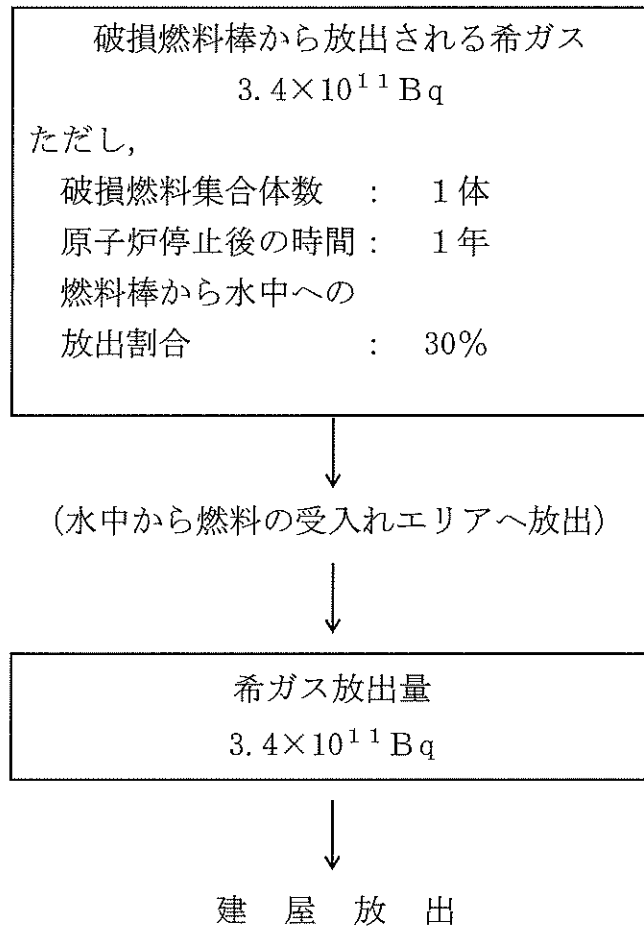 破損燃料棒から放出される希ガス
3.4×10¹¹Bq
ただし,
破損燃料集合体数 : 1体
原子炉停止後の時間: 1年
燃料棒から水中への
放出割合 : 30%
(水中から燃料の受入れエリアへ放出)
希ガス放出量
3.4×10¹¹Bq
建 屋 放 出